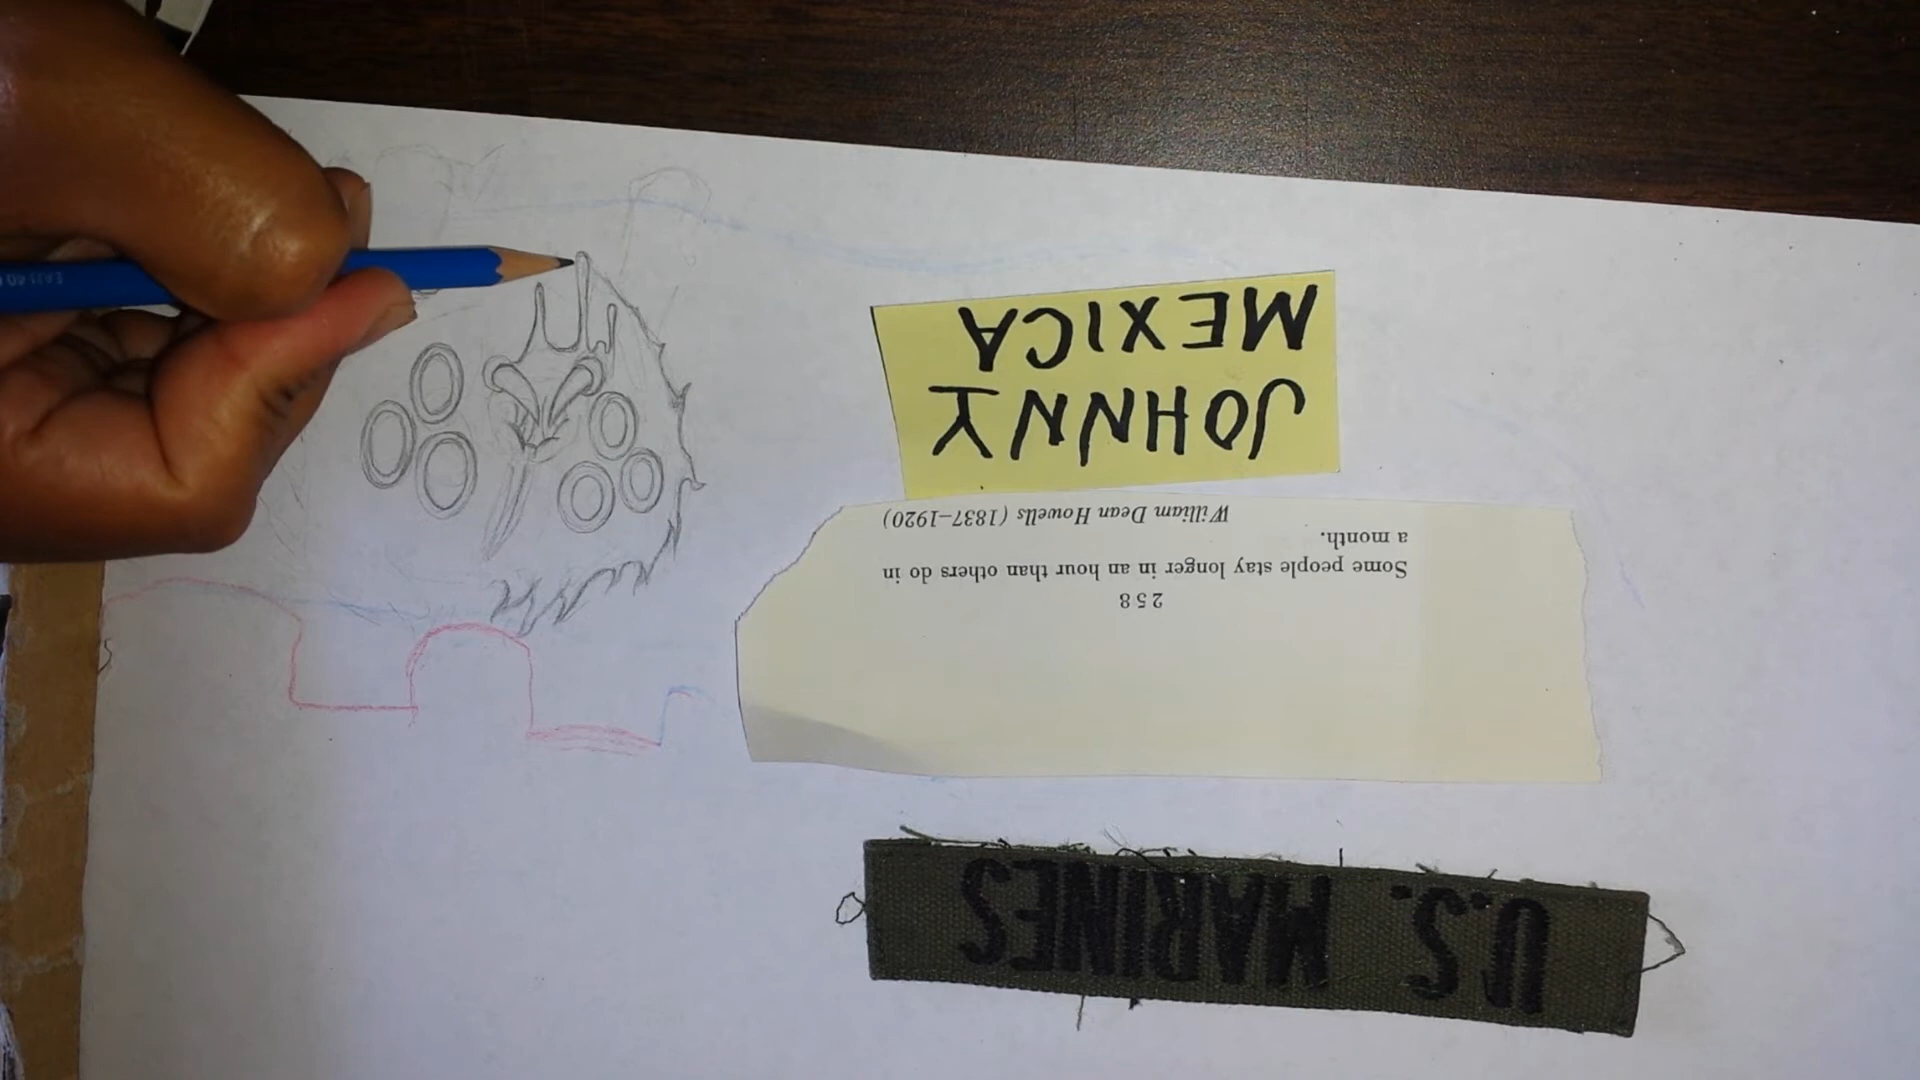 U.S. MARINES
258
Some people stay longer in an hour than others do in
a month.
William Dean Howells (1837–1920)
JOHNNY
MEXICA